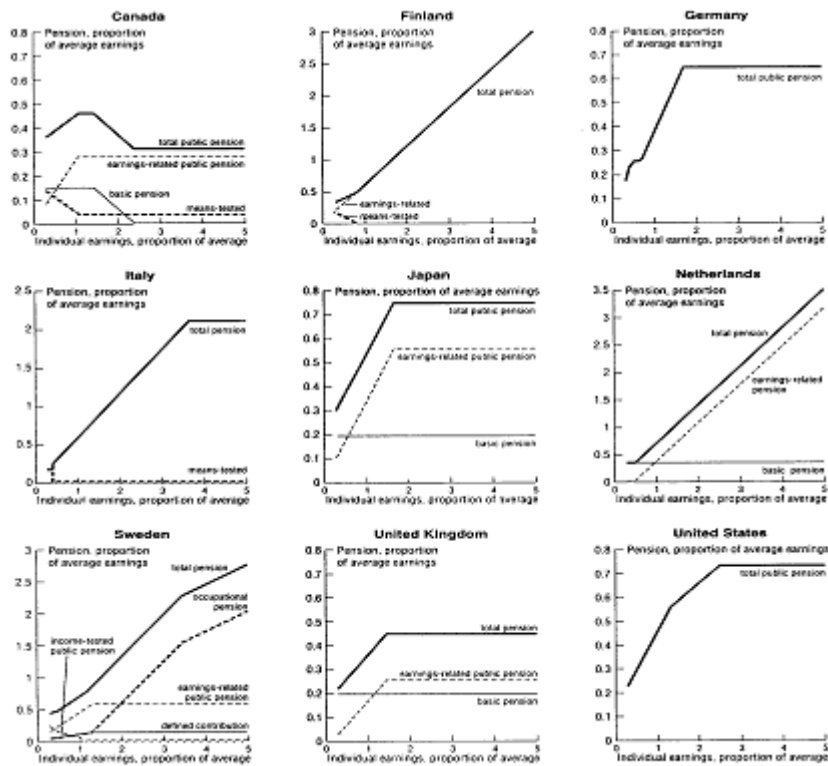 Canada
Pension, proportion
of average earnings
0.8
0.7
0.6
0.5
0.4
0.3
0.2
0.1
0
total public pension
earnings-related public pension
basic pension
means-tested
0 1 2 3 4 5
Individual earnings, proportion of average
Finland
Pension, proportion
of average earnings
3
2.5
2
1.5
1
0.5
0
total pension
earnings-related
means-tested
0 1 2 3 4 5
Individual earnings, proportion of average
Germany
Pension, proportion
of average earnings
0.8
0.7
0.6
0.5
0.4
0.3
0.2
0.1
0
total public pension
0 1 2 3 4 5
Individual earnings, proportion of average
Italy
Pension, proportion
of average earnings
2.5
2
1.5
1
0.5
0
total pension
means-tested
0 1 2 3 4 5
Individual earnings, proportion of average
Japan
Pension, proportion of average earnings
0.8
0.7
0.6
0.5
0.4
0.3
0.2
0.1
0
total public pension
earnings-related public pension
basic pension
0 1 2 3 4 5
Individual earnings, proportion of average
Netherlands
Pension, proportion
of average earnings
3.5
3
2.5
2
1.5
1
0.5
0
total pension
earnings-related
pension
basic pension
0 1 2 3 4 5
Individual earnings, proportion of average
Sweden
Pension, proportion
of average earnings
3
2.5
2
1.5
1
0.5
0
total pension
occupational
pension
income-tested
public pension
earnings-related
public pension
defined contribution
0 1 2 3 4 5
Individual earnings, proportion of average
United Kingdom
Pension, proportion
of average earnings
0.8
0.7
0.6
0.5
0.4
0.3
0.2
0.1
0
total pension
earnings-related public pension
basic pension
0 1 2 3 4 5
Individual earnings, proportion of average
United States
Pension, proportion of average earnings
0.8
0.7
0.6
0.5
0.4
0.3
0.2
0.1
0
total public pension
0 1 2 3 4 5
Individual earnings, proportion of average